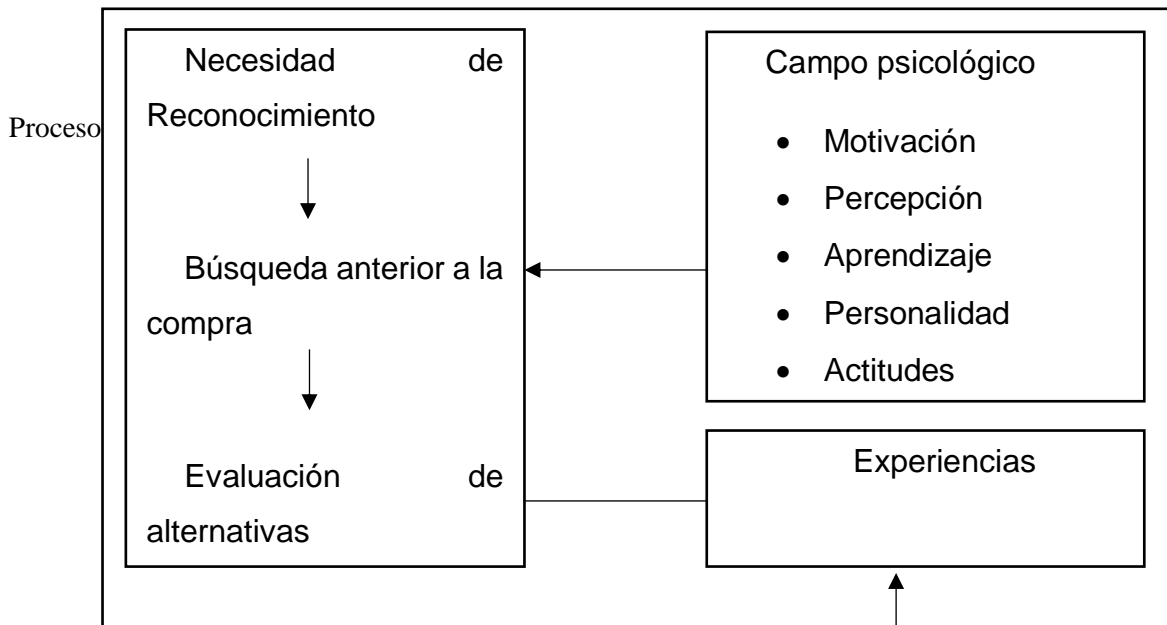 Proceso
Necesidad de
Reconocimiento
Búsqueda anterior a la
compra
Evaluación de
alternativas
Campo psicológico
• Motivación
• Percepción
• Aprendizaje
• Personalidad
• Actitudes
Experiencias